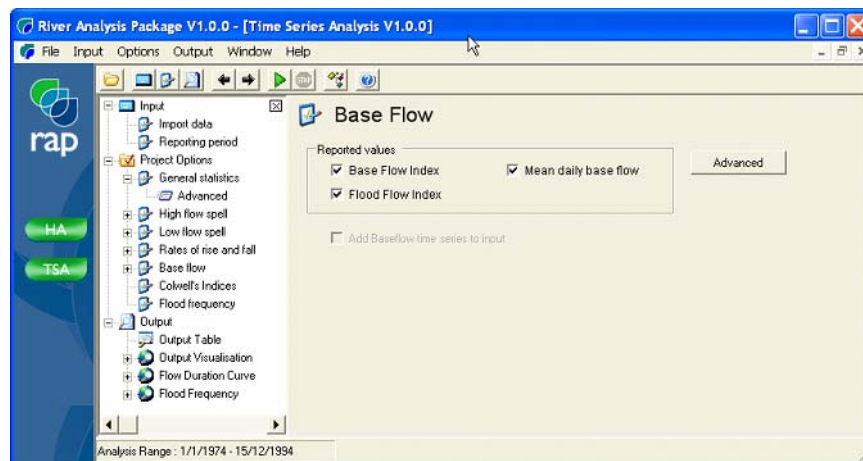 River Analysis Package V1.0.0 - [Time Series Analysis V1.0.0]
File Input Options Output Window Help
rap
HA
TSA
Input
Import data
Reporting period
Project Options
General statistics
Advanced
High flow spell
Low flow spell
Rates of rise and fall
Base flow
Colwell's Indices
Flood frequency
Output
Output Table
Output Visualisation
Flow Duration Curve
Flood Frequency
Base Flow
Reported values
Base Flow Index
Mean daily base flow
Flood Flow Index
Advanced
Add Baseflow time series to input
Analysis Range : 1/1/1974 - 15/12/1994